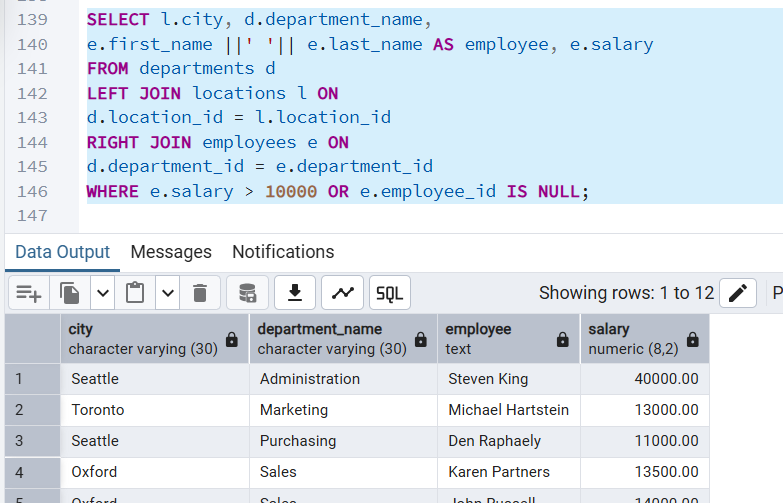 139 SELECT l.city, d.department_name,
140 e.first_name ||' '|| e.last_name AS employee, e.salary
141 FROM departments d
142 LEFT JOIN locations l ON
143 d.location_id = l.location_id
144 RIGHT JOIN employees e ON
145 d.department_id = e.department_id
146 WHERE e.salary > 10000 OR e.employee_id IS NULL;
147
Data Output Messages Notifications
SQL Showing rows: 1 to 12
city department_name employee salary
character varying (30) character varying (30) text numeric (8,2)
1 Seattle Administration Steven King 40000.00
2 Toronto Marketing Michael Hartstein 13000.00
3 Seattle Purchasing Den Raphaely 11000.00
4 Oxford Sales Karen Partners 13500.00
5 Oxford Sales John Russell 14000.00